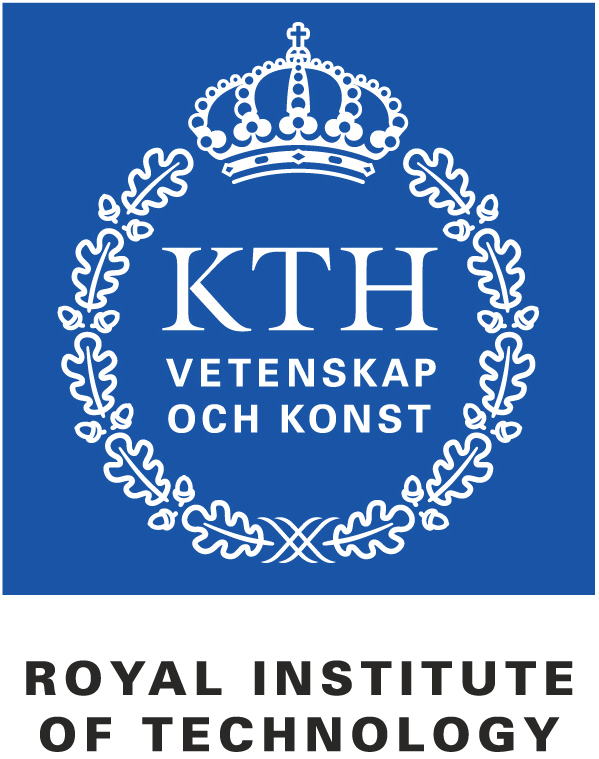 KTH
VETENSKAP
OCH KONST
ROYAL INSTITUTE
OF TECHNOLOGY